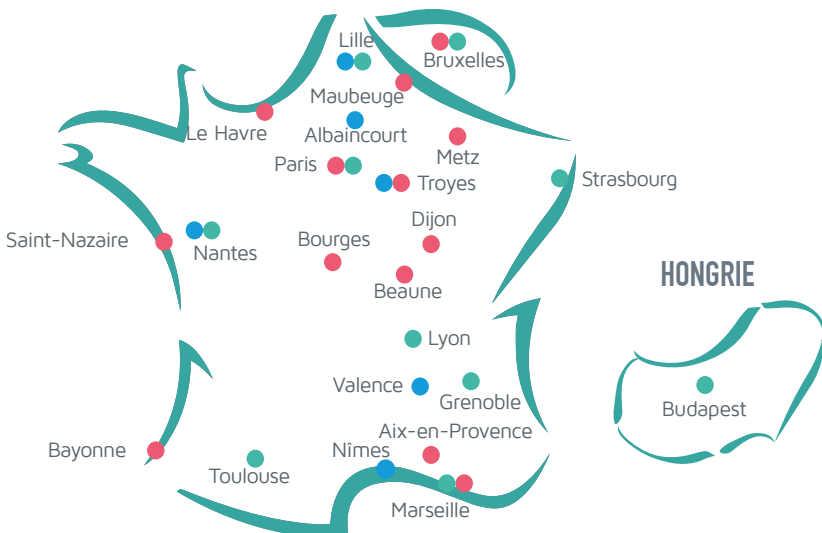 Lille
Bruxelles
Maubeuge
Le Havre
Albaincourt
Metz
Paris
Troyes
Strasbourg
Dijon
Saint-Nazaire
Nantes
Bourges
Beaune
HONGRIE
Lyon
Valence
Grenoble
Budapest
Aix-en-Provence
Bayonne
Nîmes
Toulouse
Marseille